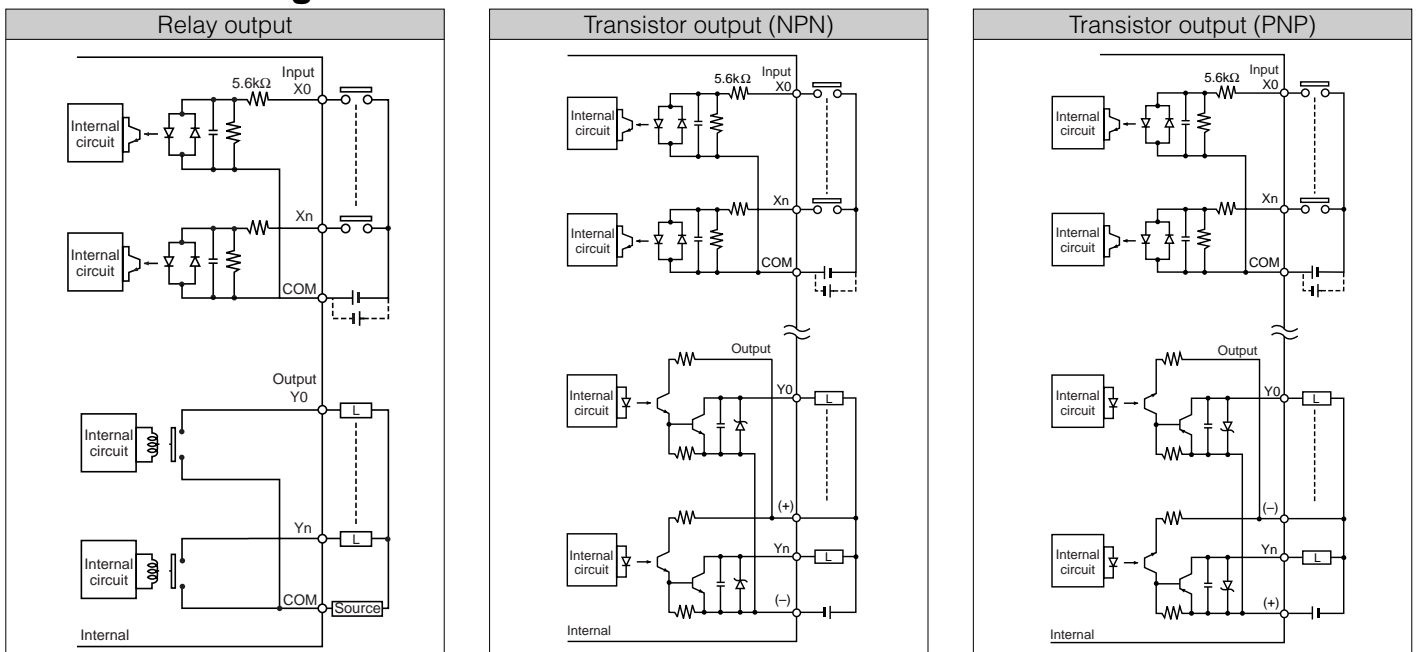 Relay output
Input
X0
5.6kΩ
Internal
circuit
Xn
Internal
circuit
COM
Output
Y0
L
Internal
circuit
Yn
L
Internal
circuit
COM
Source
Internal
Transistor output (NPN)
Input
X0
5.6kΩ
Internal
circuit
Xn
Internal
circuit
COM
Output
Y0
L
Internal
circuit
(+)
Yn
L
Internal
circuit
(–)
Internal
Transistor output (PNP)
Input
X0
5.6kΩ
Internal
circuit
Xn
Internal
circuit
COM
Output
Y0
L
Internal
circuit
(–)
Yn
L
Internal
circuit
(+)
Internal